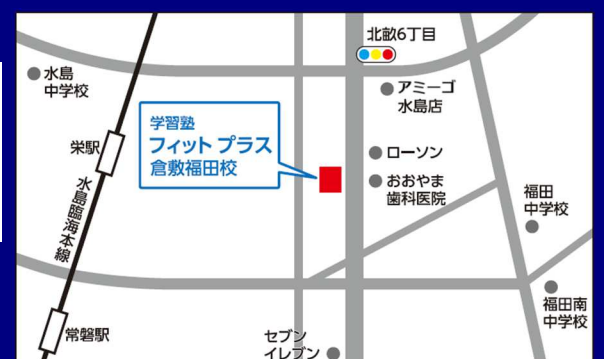 北畝6丁目
水島
中学校
アミーゴ
水島店
学習塾
フィット プラス
倉敷福田校
栄駅
ローソン
おおやま
歯科医院
水島臨海本線
福田
中学校
福田南
中学校
常磐駅
セブン
イレブン